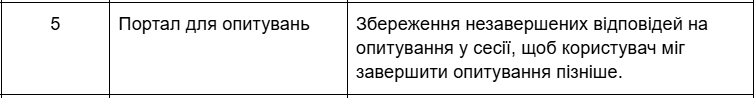 5 Портал для опитувань Збереження незавершених відповідей на
опитування у сесії, щоб користувач міг
завершити опитування пізніше.